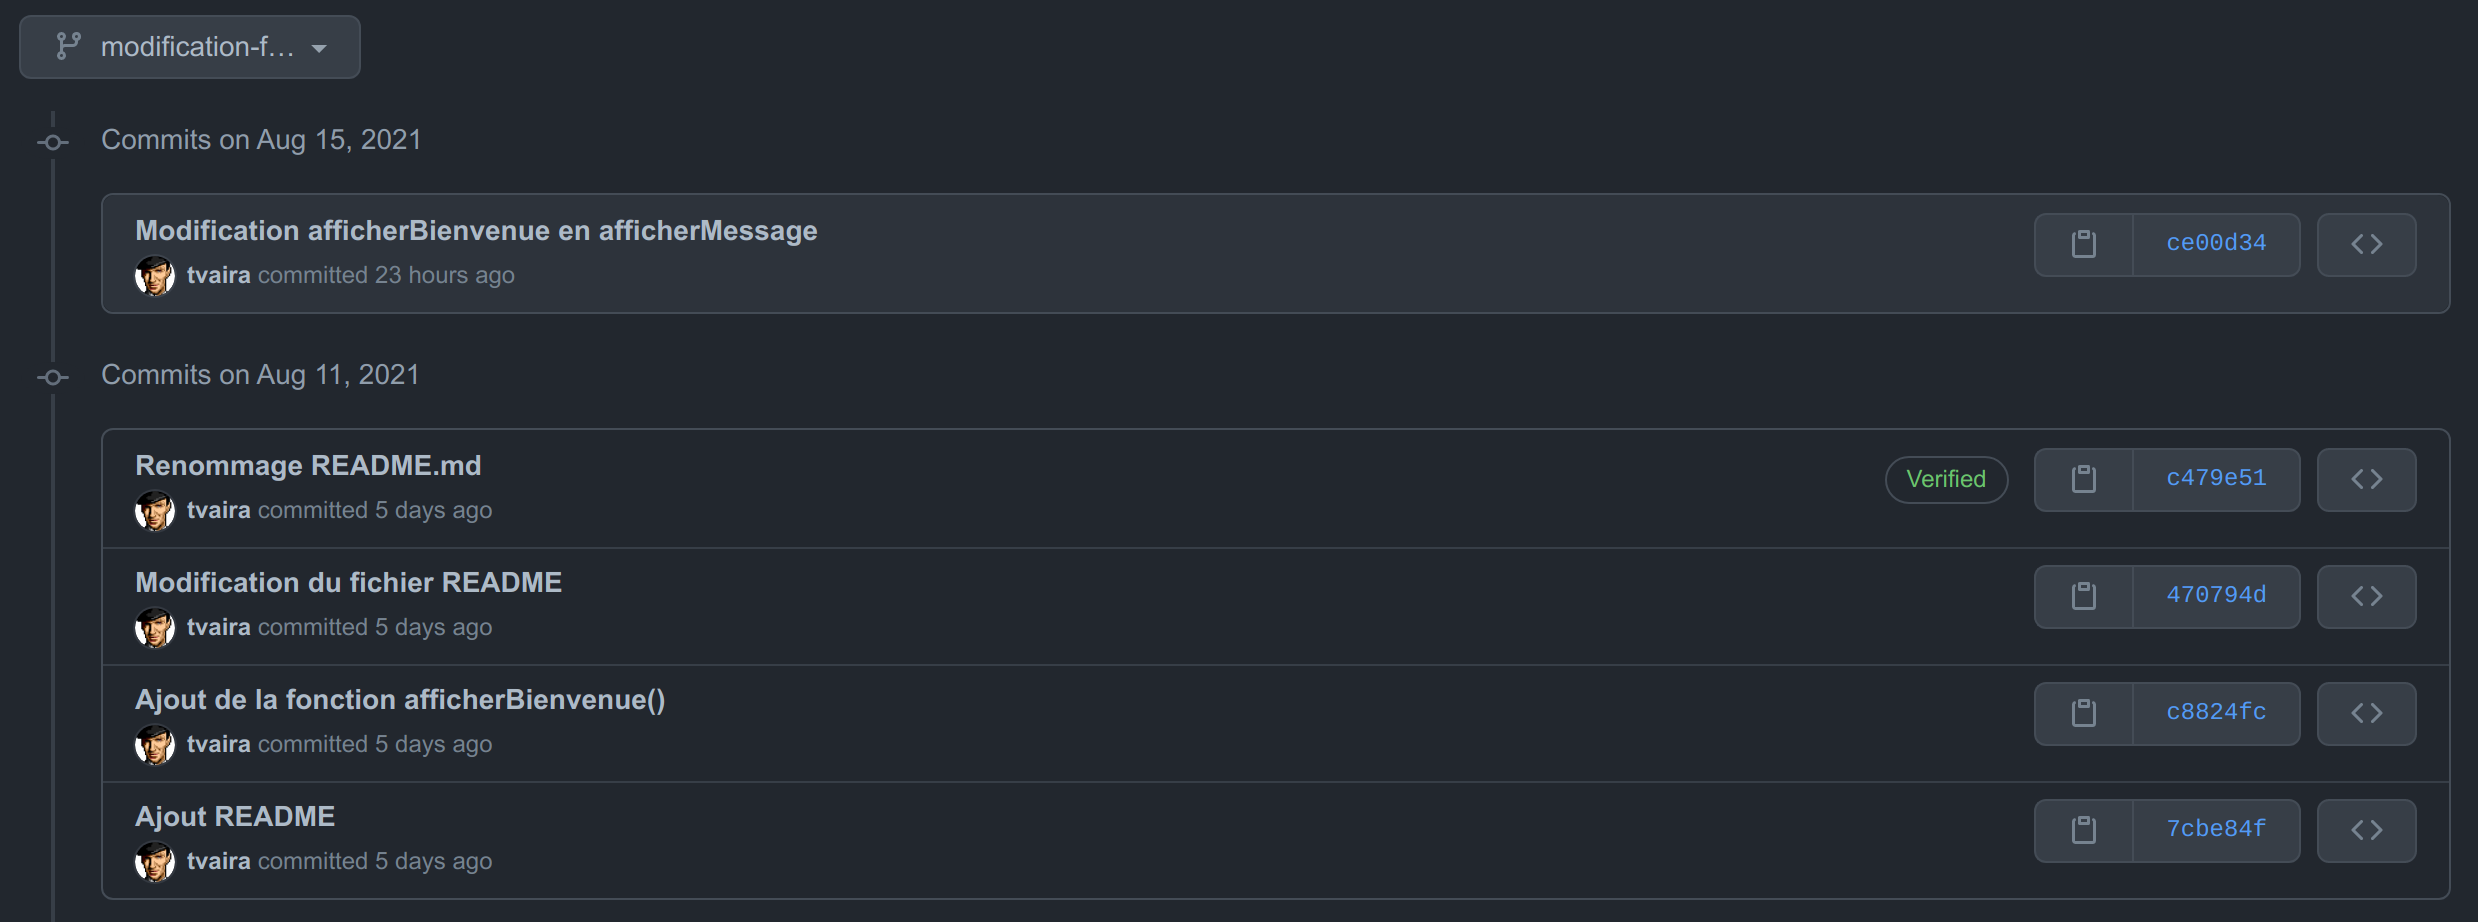 modification-f...
Commits on Aug 15, 2021
Modification afficherBienvenue en afficherMessage
ce00d34
tvaira committed 23 hours ago
Commits on Aug 11, 2021
Renommage README.md
Verified
c479e51
tvaira committed 5 days ago
Modification du fichier README
470794d
tvaira committed 5 days ago
Ajout de la fonction afficherBienvenue()
c8824fc
tvaira committed 5 days ago
Ajout README
7cbe84f
tvaira committed 5 days ago